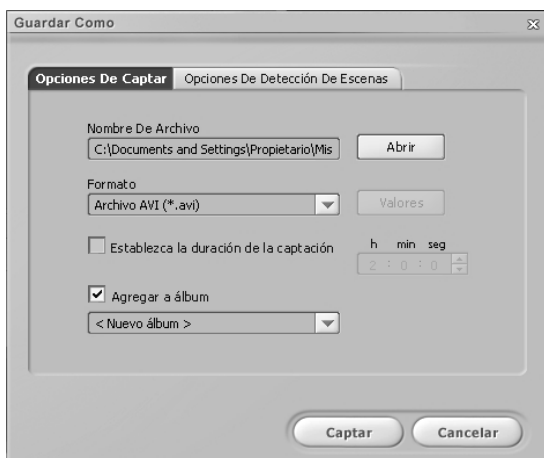 Guardar Como
Opciones De Captar
Opciones De Detección De Escenas
Nombre De Archivo
C:\Documents and Settings\Propietario\Mis
Abrir
Formato
Archivo AVI (*.avi)
Valores
Establezca la duración de la captación
h min seg
2 : 0 : 0
Agregar a álbum
< Nuevo álbum >
Captar
Cancelar